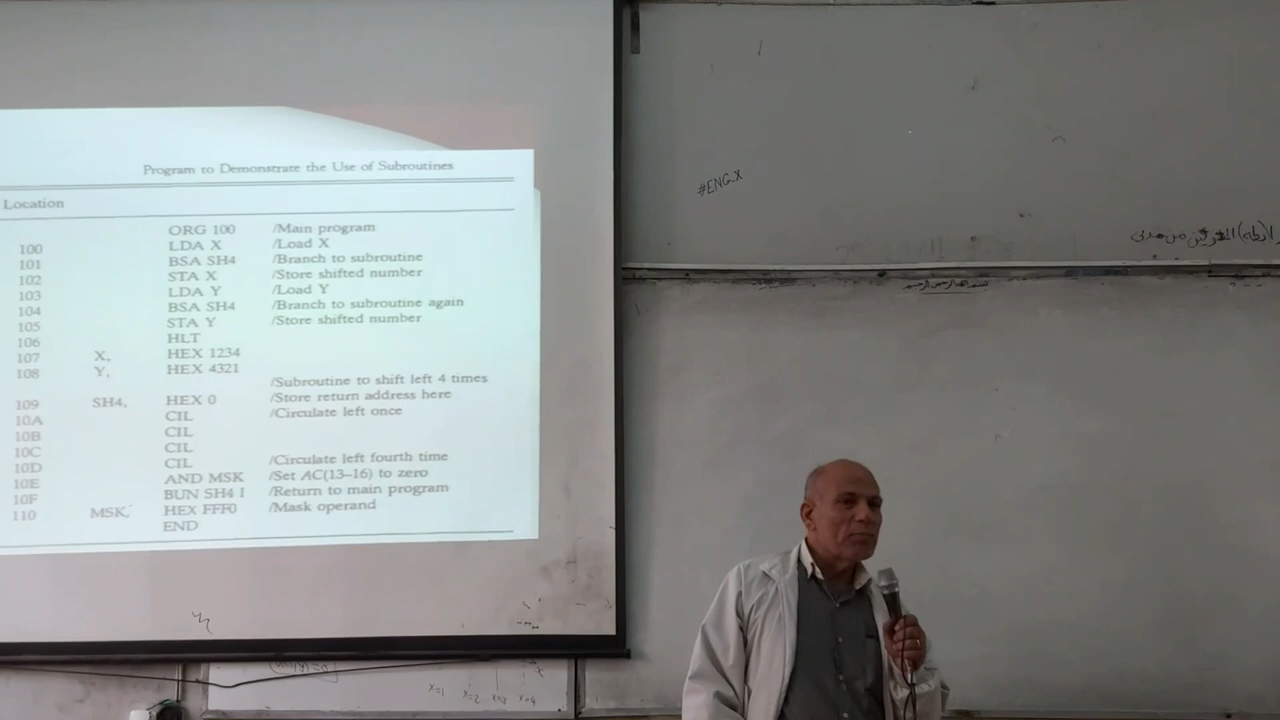 Program to Demonstrate the Use of Subroutines
Location
ORG 100 /Main program
100 LDA X /Load X
101 BSA SH4 /Branch to subroutine
102 STA X /Store shifted number
103 LDA Y /Load Y
104 BSA SH4 /Branch to subroutine again
105 STA Y /Store shifted number
106 HLT
107 X, HEX 1234
108 Y, HEX 4321
/Subroutine to shift left 4 times
109 SH4, HEX 0 /Store return address here
10A CIL /Circulate left once
10B CIL
10C CIL
10D CIL /Circulate left fourth time
10E AND MSK /Set AC(13–16) to zero
10F BUN SH4 I /Return to main program
110 MSK, HEX FFF0 /Mask operand
END
#ENG.X
بسم الله الرحمن الرحيم
x=1